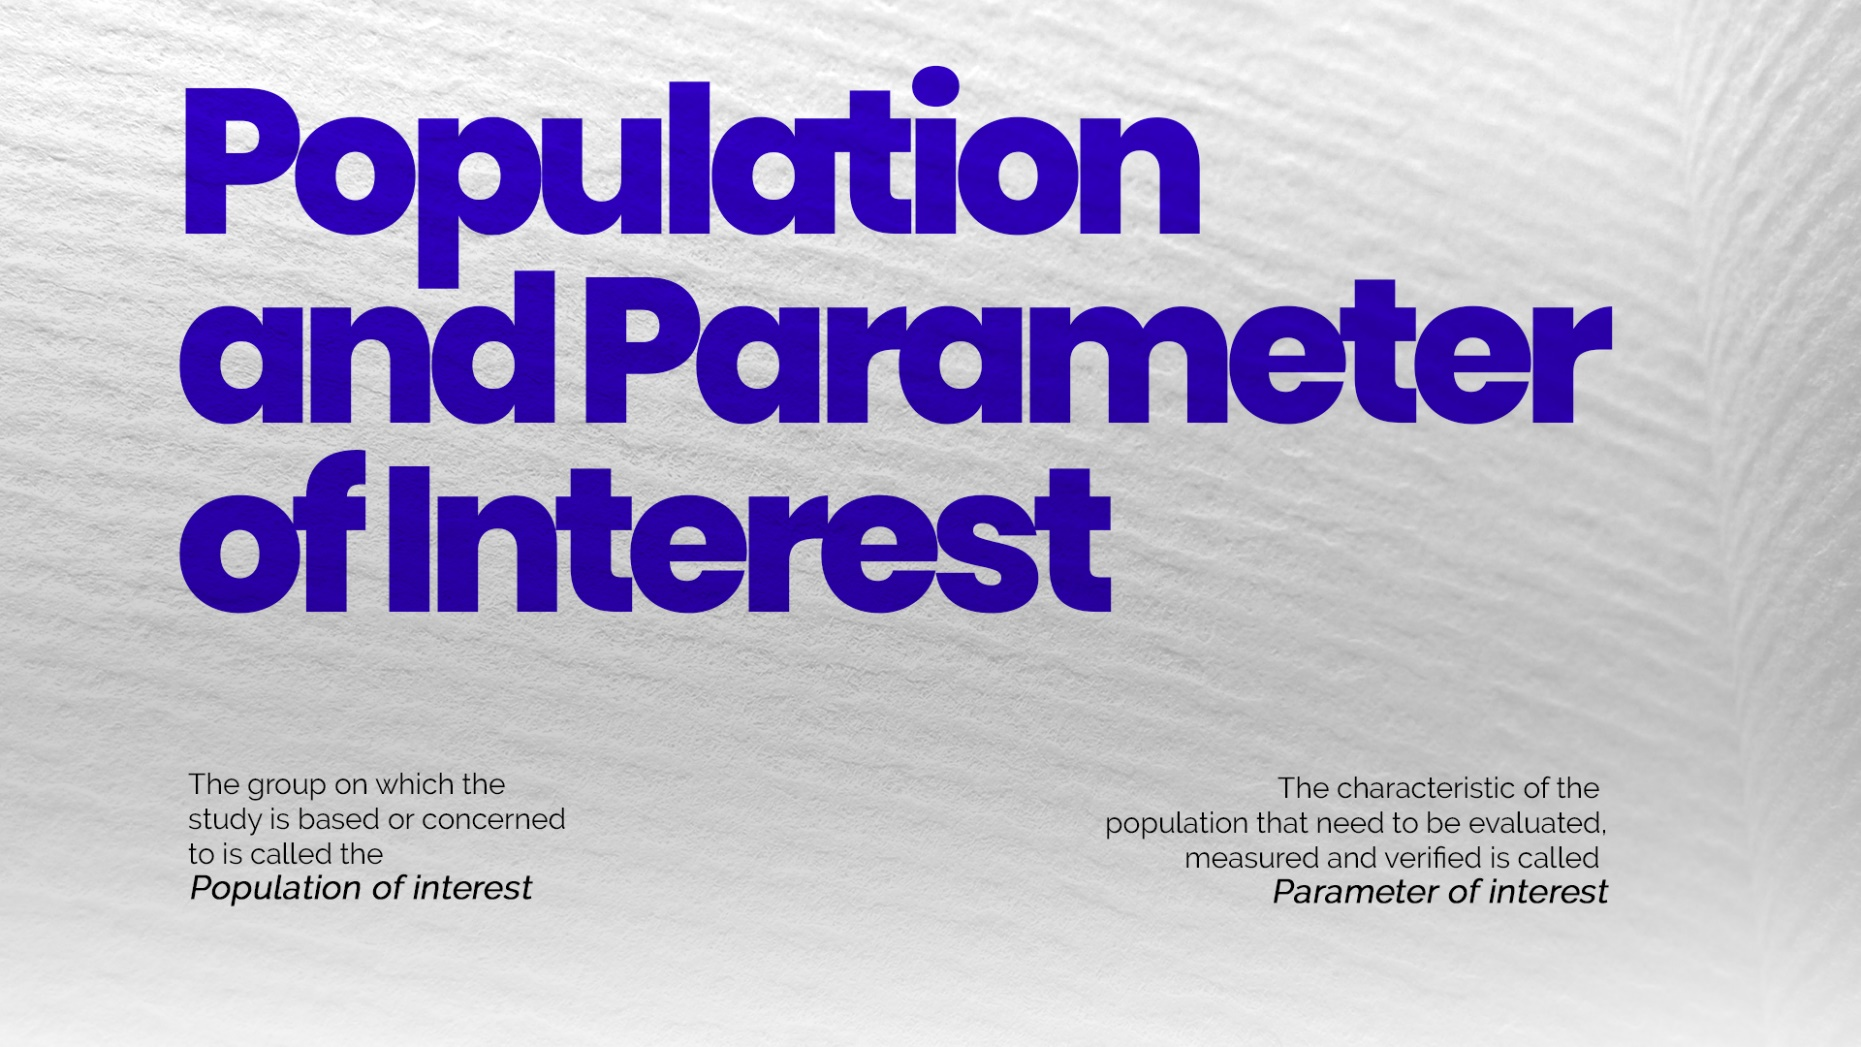 Population
and Parameter
of Interest
The group on which the
study is based or concerned
to is called the
Population of interest
The characteristic of the
population that need to be evaluated,
measured and verified is called
Parameter of interest